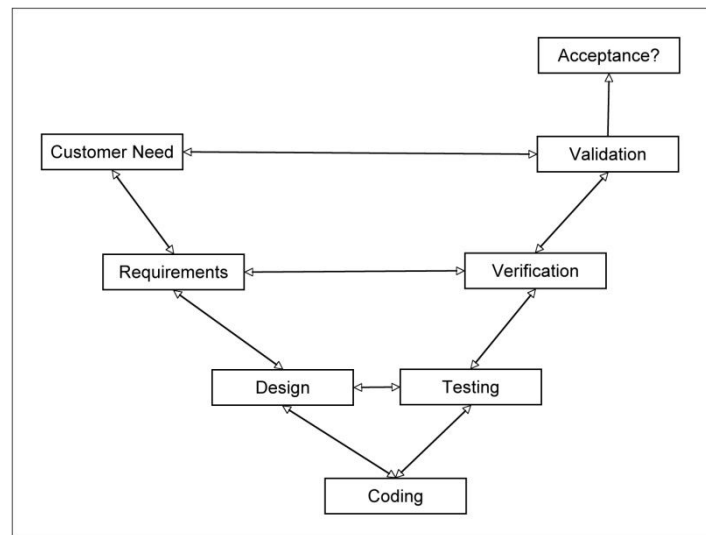 Acceptance?
Customer Need
Validation
Requirements
Verification
Design
Testing
Coding